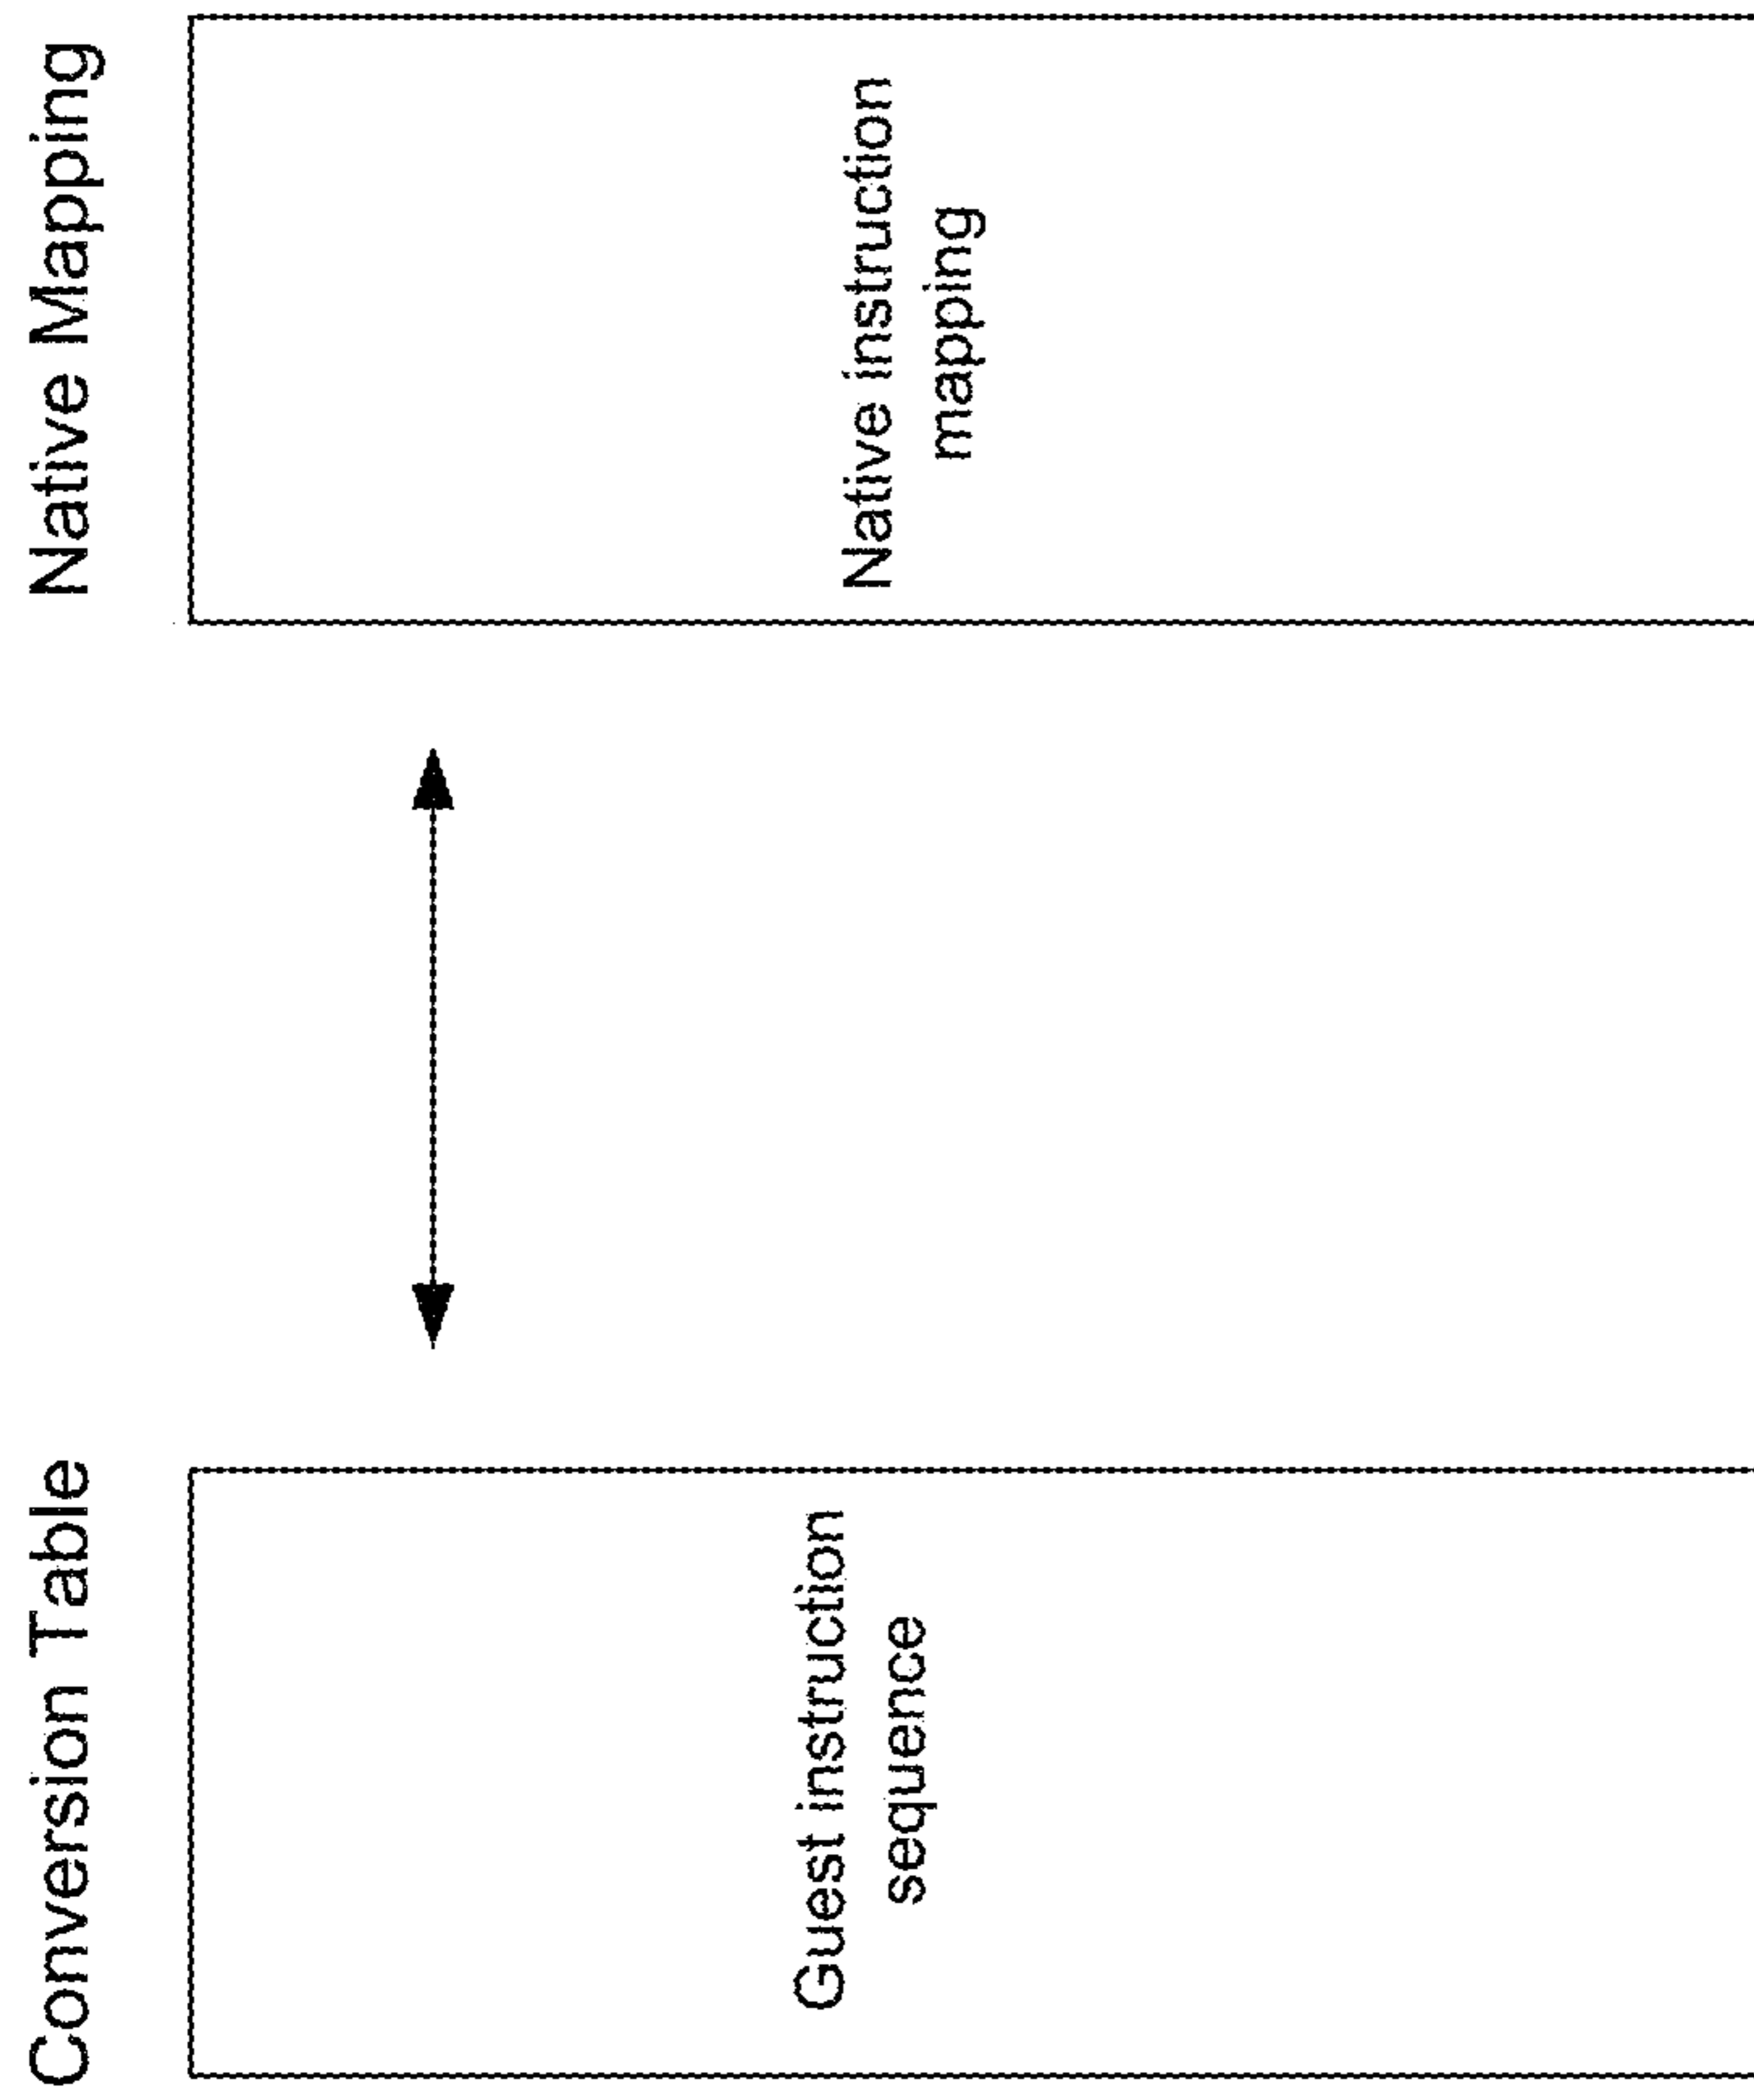 Conversion Table
Native Mapping
Guest instruction
sequence
Native instruction
mapping